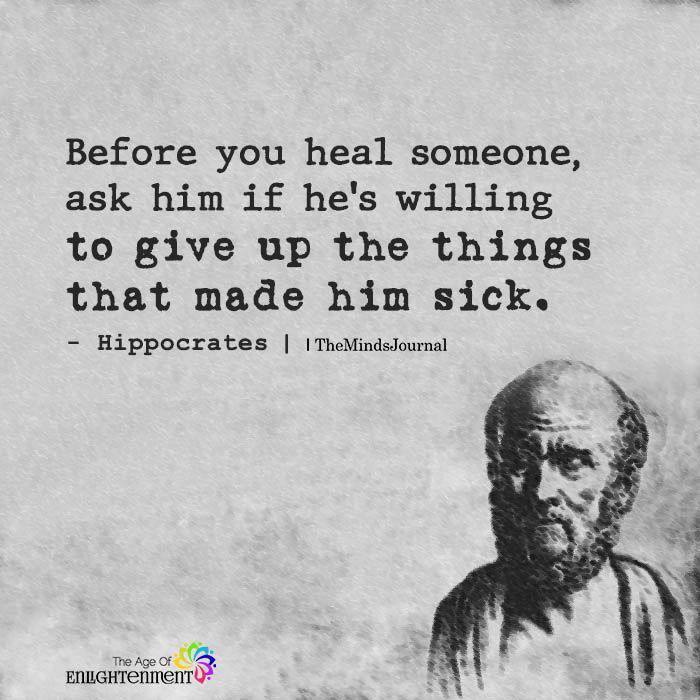 Before you heal someone,
ask him if he's willing
to give up the things
that made him sick.
- Hippocrates | | TheMindsJournal
The Age Of
ENLIGHTENMENT